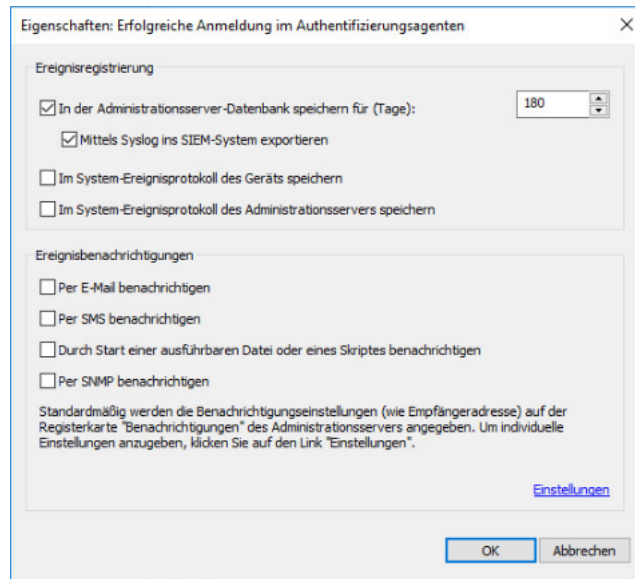 Eigenschaften: Erfolgreiche Anmeldung im Authentifizierungsagenten
Ereignisregistrierung
In der Administrationsserver-Datenbank speichern für (Tage):
180
Mittels Syslog ins SIEM-System exportieren
Im System-Ereignisprotokoll des Geräts speichern
Im System-Ereignisprotokoll des Administrationsservers speichern
Ereignisbenachrichtigungen
Per E-Mail benachrichtigen
Per SMS benachrichtigen
Durch Start einer ausführbaren Datei oder eines Skriptes benachrichtigen
Per SNMP benachrichtigen
Standardmäßig werden die Benachrichtigungseinstellungen (wie Empfängeradresse) auf der
Registerkarte "Benachrichtigungen" des Administrationsservers angegeben. Um individuelle
Einstellungen anzugeben, klicken Sie auf den Link "Einstellungen".
Einstellungen
OK
Abbrechen